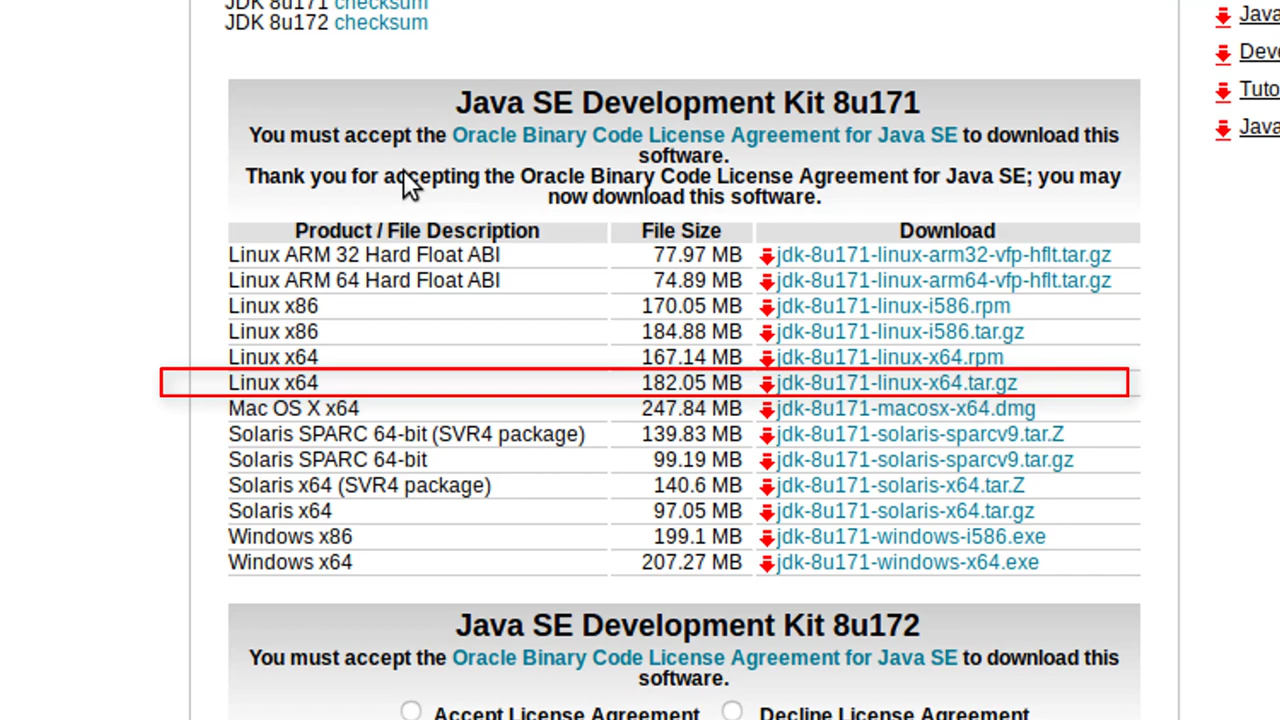 JDK 8u171 checksum
JDK 8u172 checksum
Java
Deve
Tuto
Java
Java SE Development Kit 8u171
You must accept the Oracle Binary Code License Agreement for Java SE to download this
software.
Thank you for accepting the Oracle Binary Code License Agreement for Java SE; you may
now download this software.
Product / File Description File Size Download
Linux ARM 32 Hard Float ABI 77.97 MB jdk-8u171-linux-arm32-vfp-hflt.tar.gz
Linux ARM 64 Hard Float ABI 74.89 MB jdk-8u171-linux-arm64-vfp-hflt.tar.gz
Linux x86 170.05 MB jdk-8u171-linux-i586.rpm
Linux x86 184.88 MB jdk-8u171-linux-i586.tar.gz
Linux x64 167.14 MB jdk-8u171-linux-x64.rpm
Linux x64 182.05 MB jdk-8u171-linux-x64.tar.gz
Mac OS X x64 247.84 MB jdk-8u171-macosx-x64.dmg
Solaris SPARC 64-bit (SVR4 package) 139.83 MB jdk-8u171-solaris-sparcv9.tar.Z
Solaris SPARC 64-bit 99.19 MB jdk-8u171-solaris-sparcv9.tar.gz
Solaris x64 (SVR4 package) 140.6 MB jdk-8u171-solaris-x64.tar.Z
Solaris x64 97.05 MB jdk-8u171-solaris-x64.tar.gz
Windows x86 199.1 MB jdk-8u171-windows-i586.exe
Windows x64 207.27 MB jdk-8u171-windows-x64.exe
Java SE Development Kit 8u172
You must accept the Oracle Binary Code License Agreement for Java SE to download this
software.
Accept License Agreement Decline License Agreement